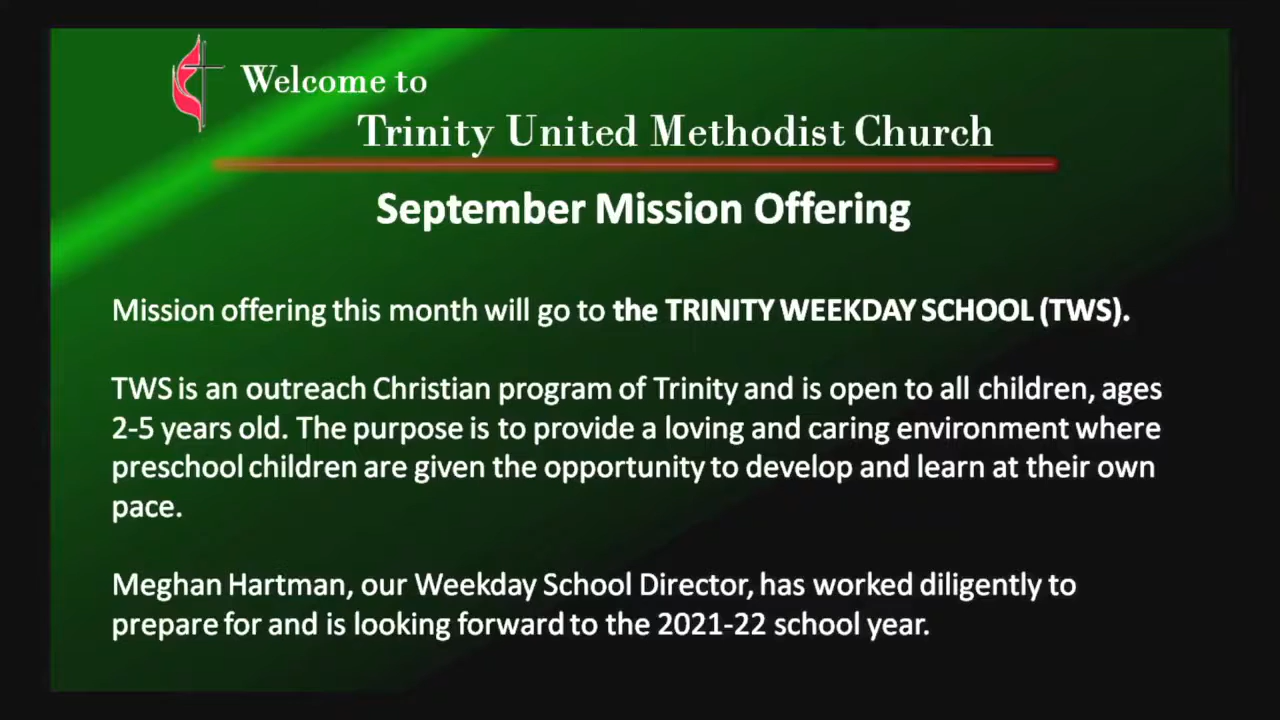 Welcome to
Trinity United Methodist Church
September Mission Offering
Mission offering this month will go to the TRINITY WEEKDAY SCHOOL (TWS).
TWS is an outreach Christian program of Trinity and is open to all children, ages
2-5 years old. The purpose is to provide a loving and caring environment where
preschool children are given the opportunity to develop and learn at their own
pace.
Meghan Hartman, our Weekday School Director, has worked diligently to
prepare for and is looking forward to the 2021-22 school year.